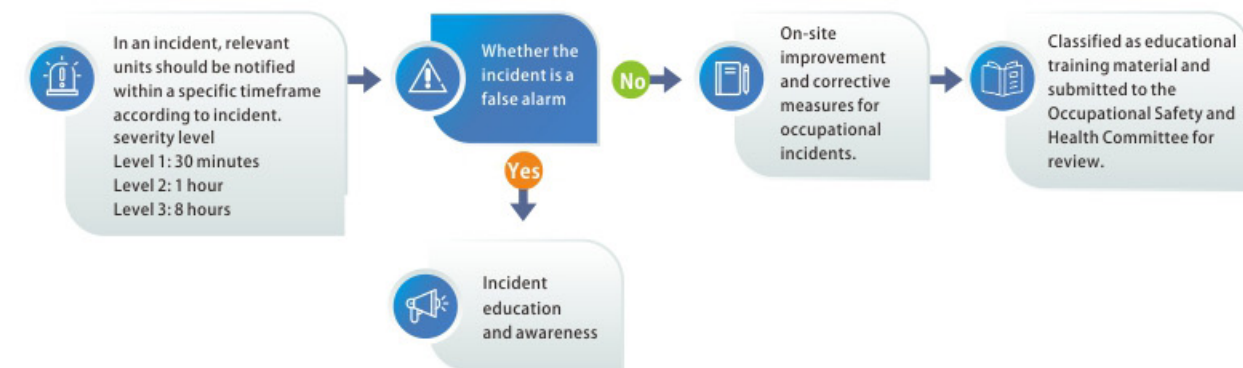 In an incident, relevant
units should be notified
within a specific timeframe
according to incident.
severity level
Level 1: 30 minutes
Level 2: 1 hour
Level 3: 8 hours
Whether the
incident is a
false alarm
No
On-site
improvement
and corrective
measures for
occupational
incidents.
Classified as educational
training material and
submitted to the
Occupational Safety and
Health Committee for
review.
Yes
Incident
education
and awareness